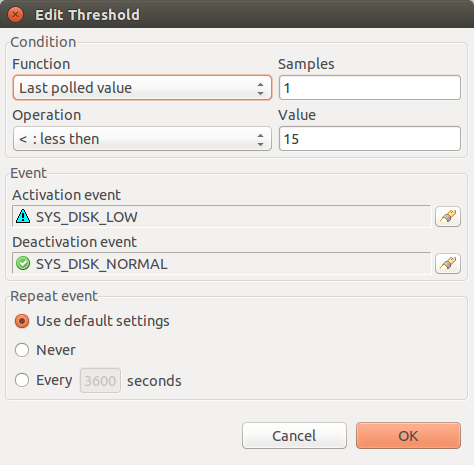 Edit Threshold
Condition
Function Samples
Last polled value 1
Operation Value
< : less then 15
Event
Activation event
SYS_DISK_LOW
Deactivation event
SYS_DISK_NORMAL
Repeat event
Use default settings
Never
Every 3600 seconds
Cancel OK